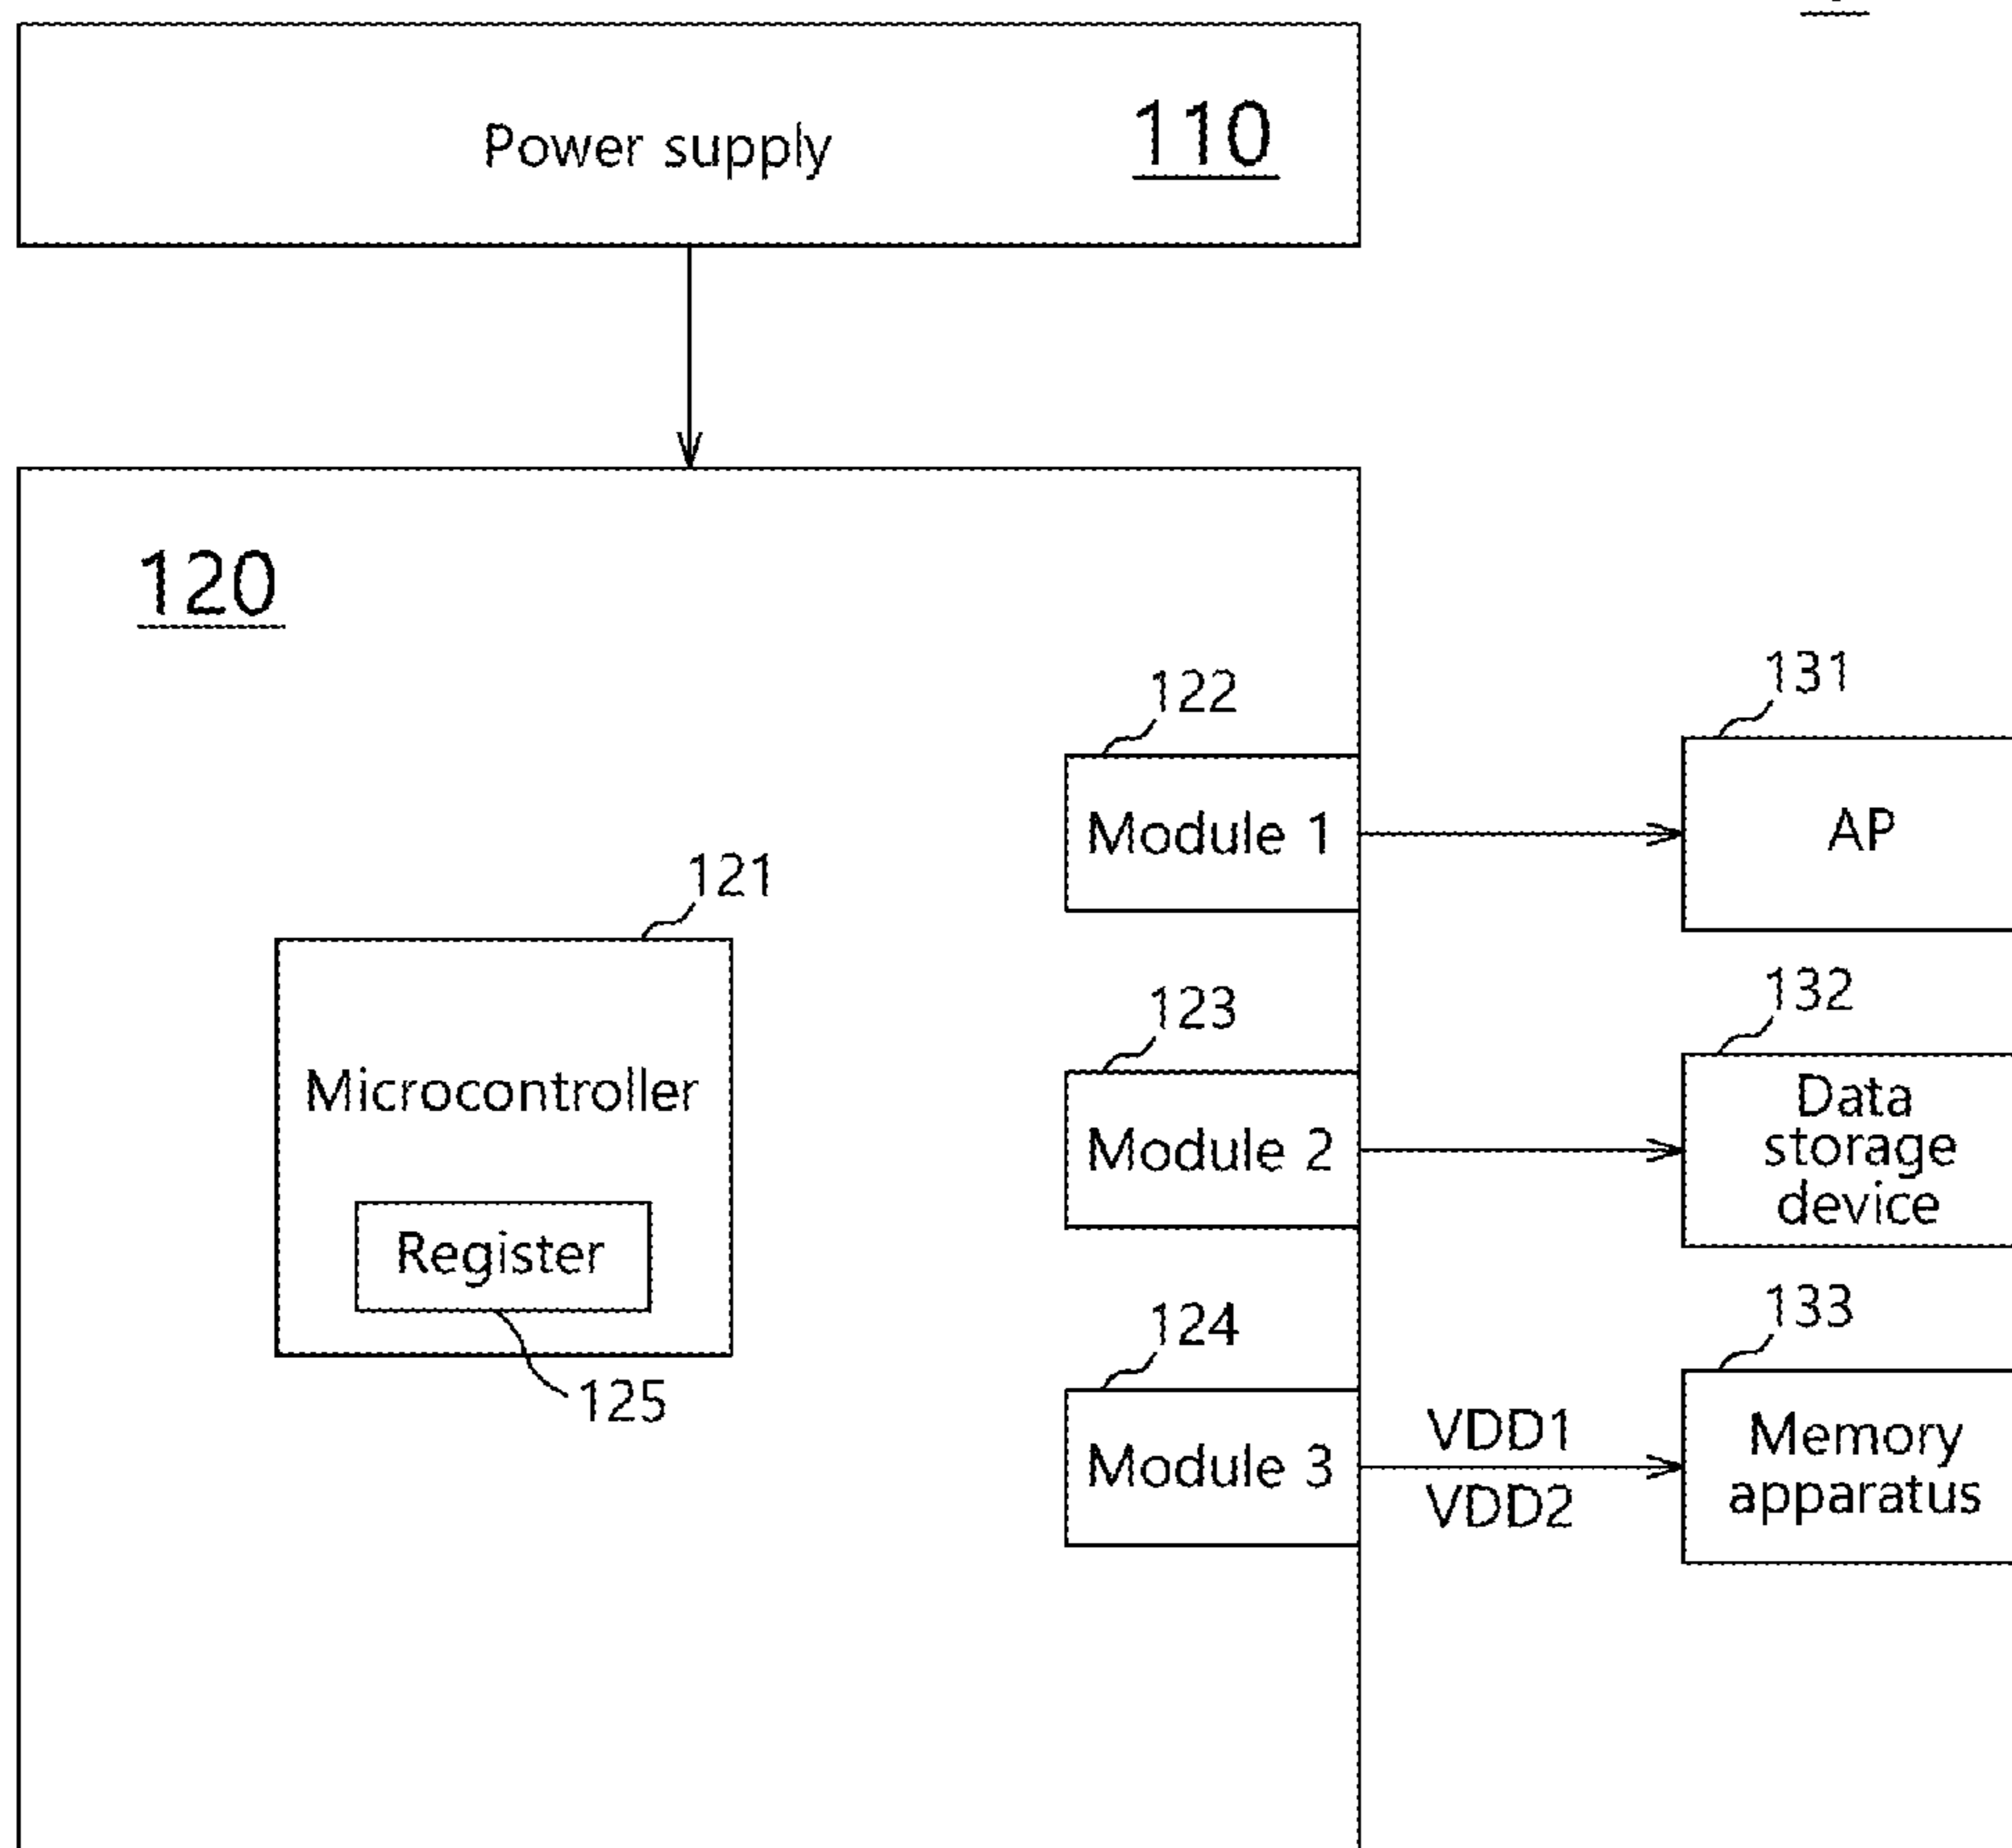 Power supply
110
120
122
Module 1
131
AP
121
Microcontroller
Register
125
123
Module 2
132
Data
storage
device
124
Module 3
VDD1
VDD2
133
Memory
apparatus